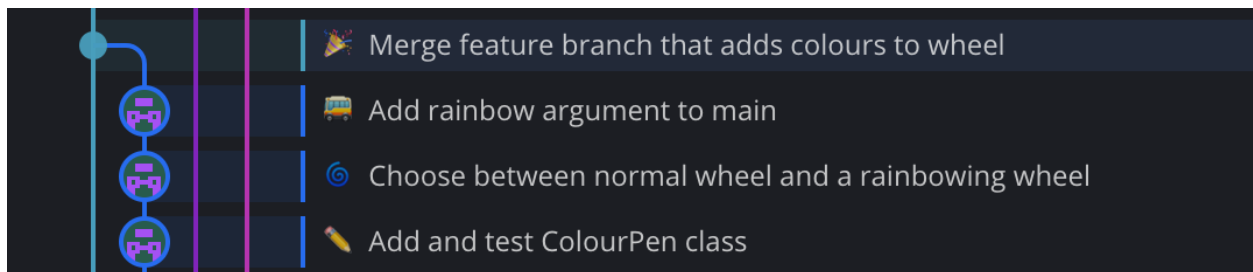 Merge feature branch that adds colours to wheel
Add rainbow argument to main
Choose between normal wheel and a rainbowing wheel
Add and test ColourPen class